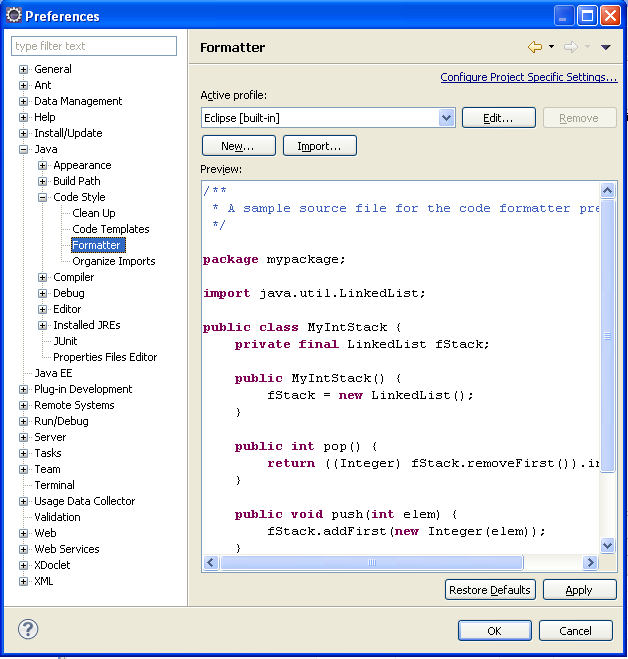 Preferences
type filter text
General
Ant
Data Management
Help
Install/Update
Java
Appearance
Build Path
Code Style
Clean Up
Code Templates
Formatter
Organize Imports
Compiler
Debug
Editor
Installed JREs
JUnit
Properties Files Editor
Java EE
Plug-in Development
Remote Systems
Run/Debug
Server
Tasks
Team
Terminal
Usage Data Collector
Validation
Web
Web Services
XDoclet
XML
Formatter
Configure Project Specific Settings...
Active profile:
Eclipse [built-in]
Edit...
Remove
New...
Import...
Preview:
/**
 * A sample source file for the code formatter pre
 */
package mypackage;
import java.util.LinkedList;
public class MyIntStack {
    private final LinkedList fStack;
    public MyIntStack() {
        fStack = new LinkedList();
    }
    public int pop() {
        return ((Integer) fStack.removeFirst()).in
    }
    public void push(int elem) {
        fStack.addFirst(new Integer(elem));
    }
Restore Defaults
Apply
?
OK
Cancel